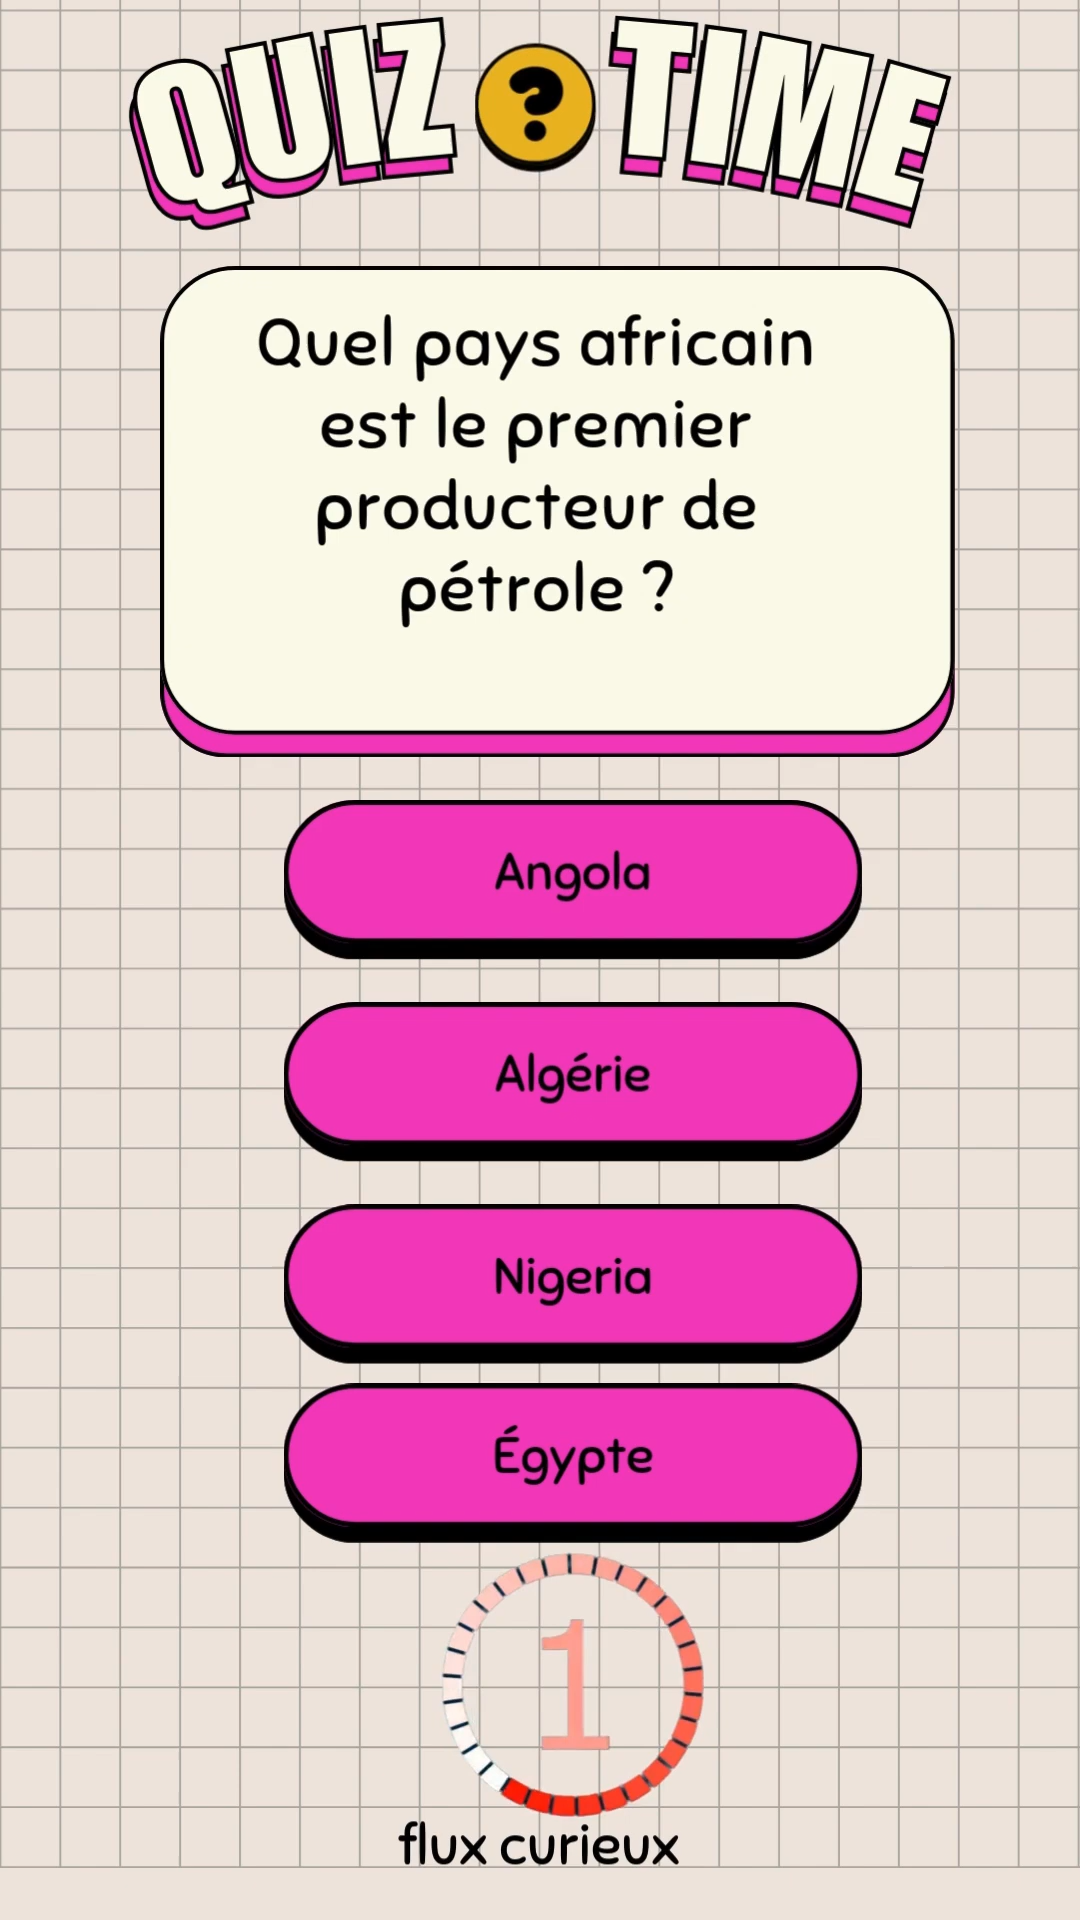 QUIZ ? TIME
Quel pays africain
est le premier
producteur de
pétrole ?
Angola
Algérie
Nigeria
Égypte
1
flux curieux